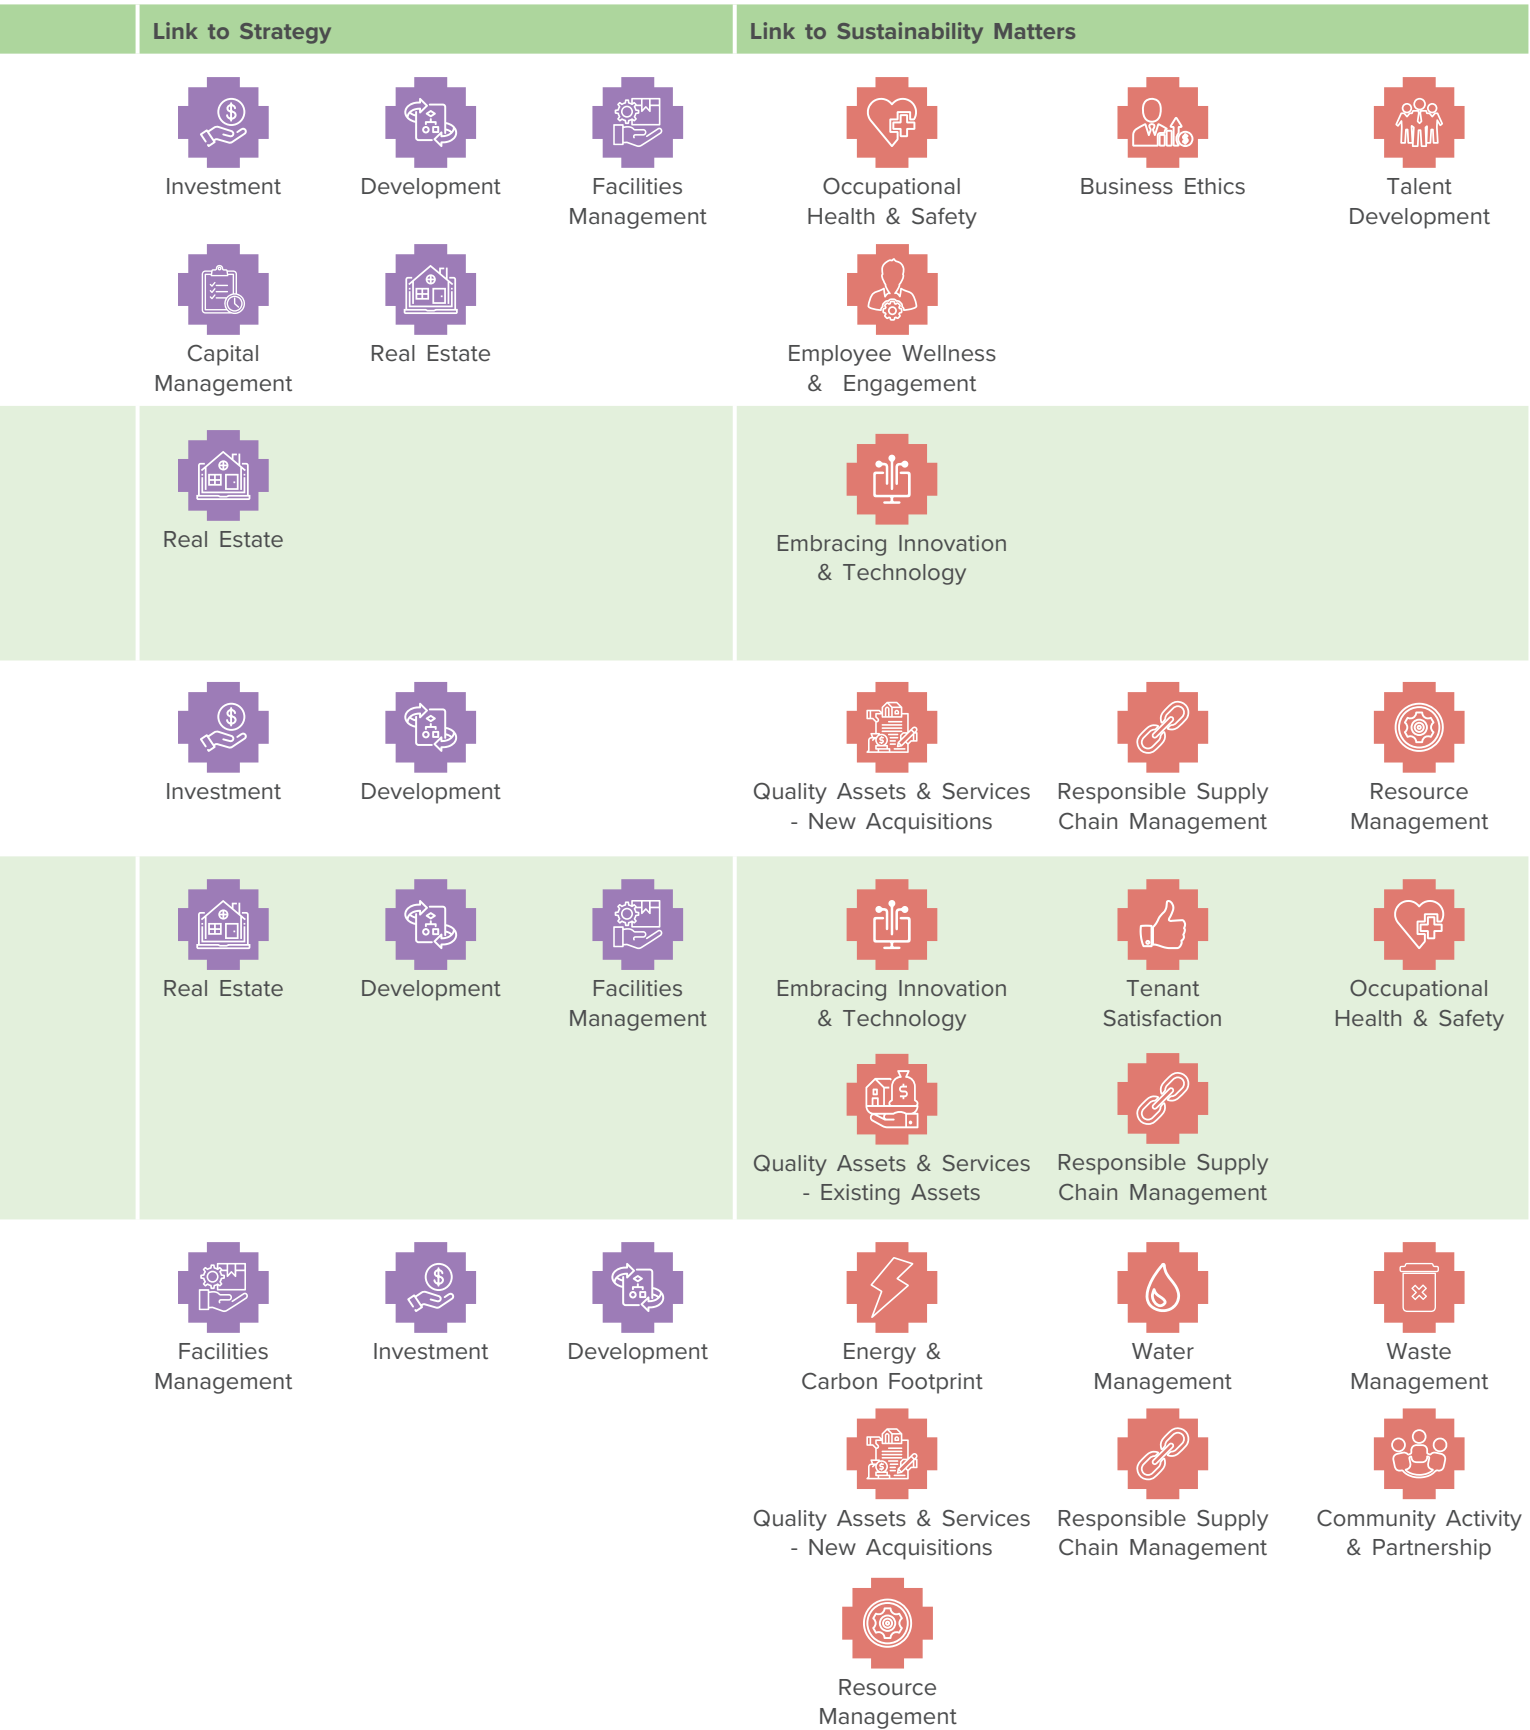 Link to Strategy
Link to Sustainability Matters
Investment
Development
Facilities
Management
Occupational
Health & Safety
Business Ethics
Talent
Development
Capital
Management
Real Estate
Employee Wellness
& Engagement
Real Estate
Embracing Innovation
& Technology
Investment
Development
Quality Assets & Services
- New Acquisitions
Responsible Supply
Chain Management
Resource
Management
Real Estate
Development
Facilities
Management
Embracing Innovation
& Technology
Tenant
Satisfaction
Occupational
Health & Safety
Quality Assets & Services
- Existing Assets
Responsible Supply
Chain Management
Facilities
Management
Investment
Development
Energy &
Carbon Footprint
Water
Management
Waste
Management
Quality Assets & Services
- New Acquisitions
Responsible Supply
Chain Management
Community Activity
& Partnership
Resource
Management